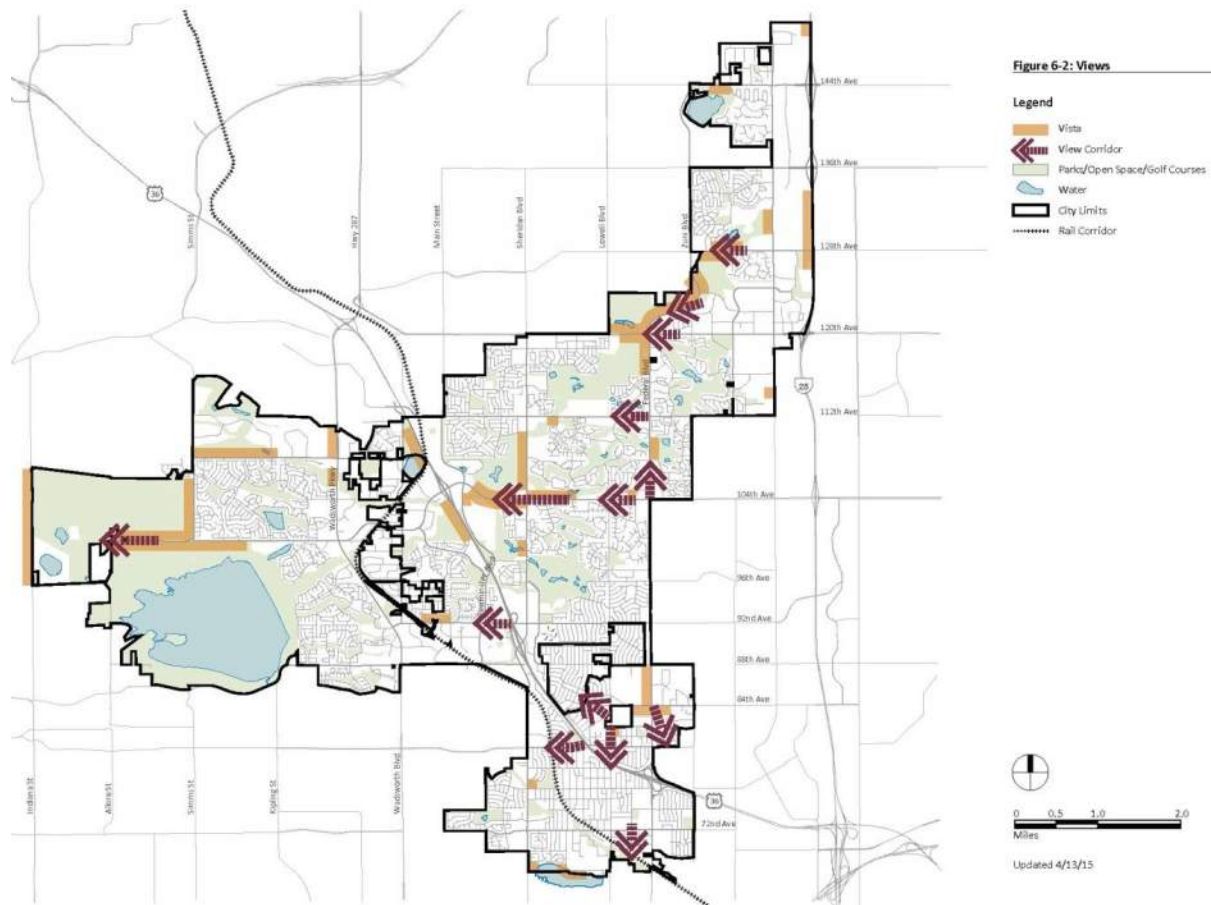 Figure 6-2: Views
Legend
Vista
View Corridor
Parks/Open Space/Golf Courses
Water
City Limits
Rail Corridor
144th Ave
136th Ave
128th Ave
120th Ave
112th Ave
104th Ave
96th Ave
92nd Ave
88th Ave
84th Ave
72nd Ave
36
36
25
Simms St
Hwy 287
Main Street
Sheridan Blvd
Lowell Blvd
Zuni Blvd
Federal Blvd
Wadsworth Pkwy
Indiana St
Alkire St
Simms St
Kipling St
Wadsworth Blvd
0 0.5 1.0 2.0
Miles
Updated 4/13/15